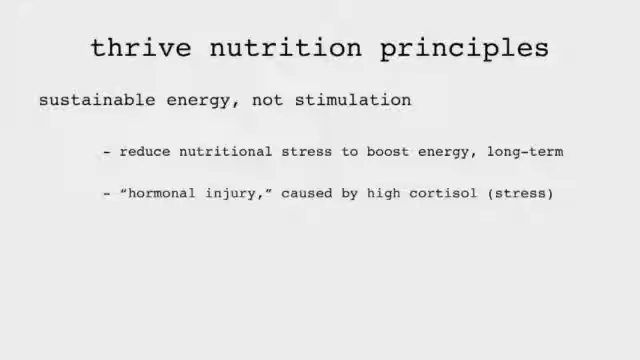 thrive nutrition principles
sustainable energy, not stimulation
- reduce nutritional stress to boost energy, long-term
- “hormonal injury,” caused by high cortisol (stress)